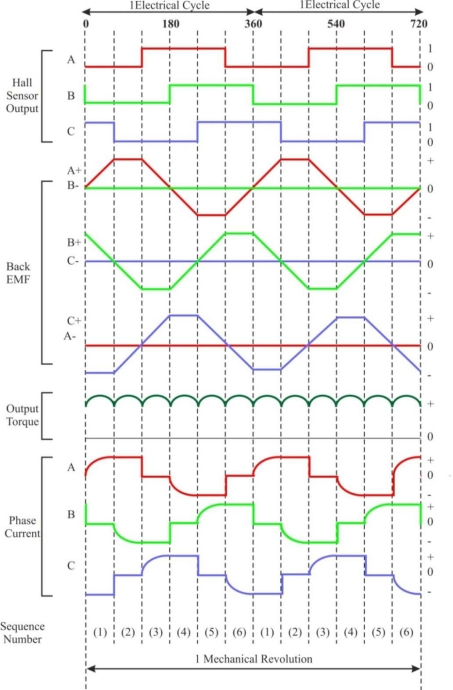 1Electrical Cycle 1Electrical Cycle
0 180 360 540 720
Hall
Sensor
Output
A 1
0
B 1
0
C 1
0
Back
EMF
A+ +
B- 0
-
B+ +
C- 0
-
C+ +
A- 0
-
Output
Torque
+
0
Phase
Current
A +
0
-
B +
0
-
C +
0
-
Sequence
Number
(1) (2) (3) (4) (5) (6) (1) (2) (3) (4) (5) (6)
1 Mechanical Revolution